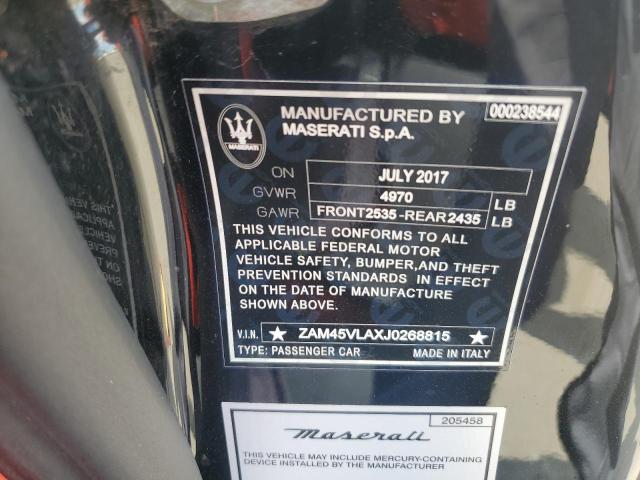 MANUFACTURED BY
000238544
MASERATI S.p.A.
MASERATI
ON JULY 2017
GVWR 4970 LB
GAWR FRONT2535-REAR2435 LB
THIS VEHICLE CONFORMS TO ALL
APPLICABLE FEDERAL MOTOR
VEHICLE SAFETY, BUMPER,AND THEFT
PREVENTION STANDARDS IN EFFECT
ON THE DATE OF MANUFACTURE
SHOWN ABOVE.
V.I.N. ★ ZAM45VLAXJ0268815 ★
TYPE: PASSENGER CAR MADE IN ITALY
205458
Maserati
THIS VEHICLE MAY INCLUDE MERCURY-CONTAINING
DEVICE INSTALLED BY THE MANUFACTURER